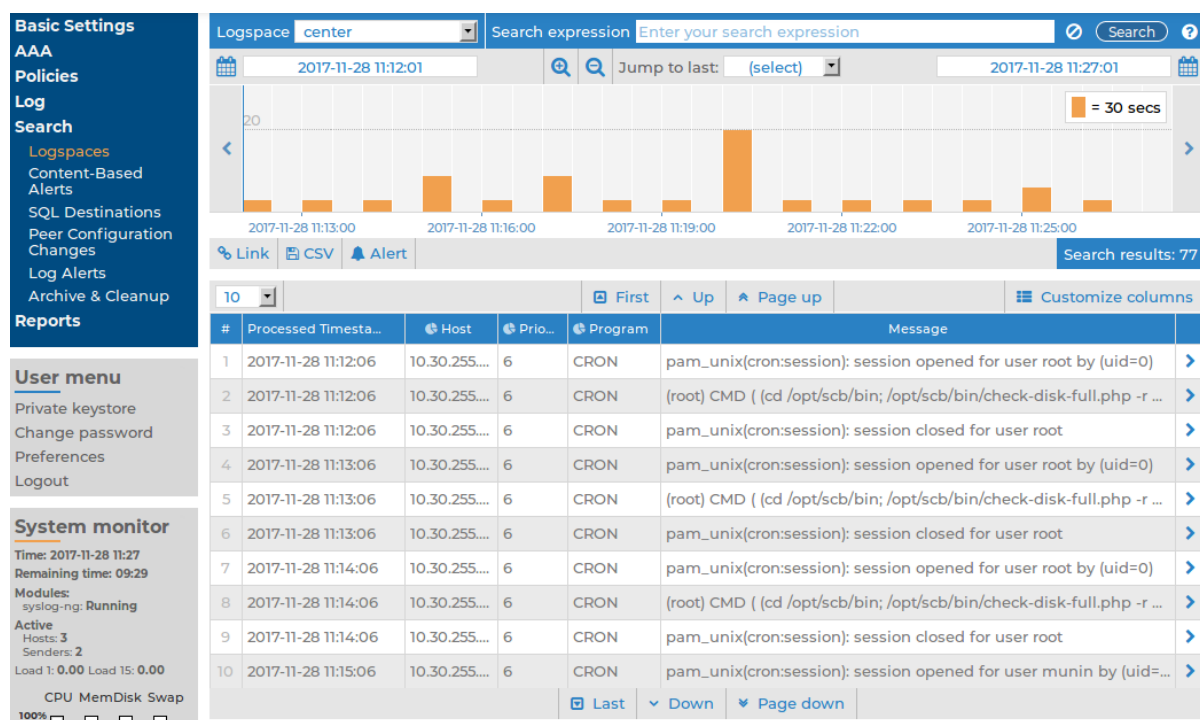 Basic Settings
AAA
Policies
Log
Search
Logspaces
Content-Based
Alerts
SQL Destinations
Peer Configuration
Changes
Log Alerts
Archive & Cleanup
Reports
User menu
Private keystore
Change password
Preferences
Logout
System monitor
Time: 2017-11-28 11:27
Remaining time: 09:29
Modules:
syslog-ng: Running
Active
Hosts: 3
Senders: 2
Load 1: 0.00 Load 15: 0.00
CPU Mem Disk Swap
100%
Logspace center Search expression Enter your search expression Search ?
2017-11-28 11:12:01 Jump to last: (select) 2017-11-28 11:27:01
= 30 secs
20
2017-11-28 11:13:00 2017-11-28 11:16:00 2017-11-28 11:19:00 2017-11-28 11:22:00 2017-11-28 11:25:00
Link CSV Alert Search results: 77
10 First Up Page up Customize columns
# Processed Timesta... Host Prio... Program Message
1 2017-11-28 11:12:06 10.30.255.... 6 CRON pam_unix(cron:session): session opened for user root by (uid=0)
2 2017-11-28 11:12:06 10.30.255.... 6 CRON (root) CMD ( (cd /opt/scb/bin; /opt/scb/bin/check-disk-full.php -r ...
3 2017-11-28 11:12:06 10.30.255.... 6 CRON pam_unix(cron:session): session closed for user root
4 2017-11-28 11:13:06 10.30.255.... 6 CRON pam_unix(cron:session): session opened for user root by (uid=0)
5 2017-11-28 11:13:06 10.30.255.... 6 CRON (root) CMD ( (cd /opt/scb/bin; /opt/scb/bin/check-disk-full.php -r ...
6 2017-11-28 11:13:06 10.30.255.... 6 CRON pam_unix(cron:session): session closed for user root
7 2017-11-28 11:14:06 10.30.255.... 6 CRON pam_unix(cron:session): session opened for user root by (uid=0)
8 2017-11-28 11:14:06 10.30.255.... 6 CRON (root) CMD ( (cd /opt/scb/bin; /opt/scb/bin/check-disk-full.php -r ...
9 2017-11-28 11:14:06 10.30.255.... 6 CRON pam_unix(cron:session): session closed for user root
10 2017-11-28 11:15:06 10.30.255.... 6 CRON pam_unix(cron:session): session opened for user munin by (uid=...
Last Down Page down